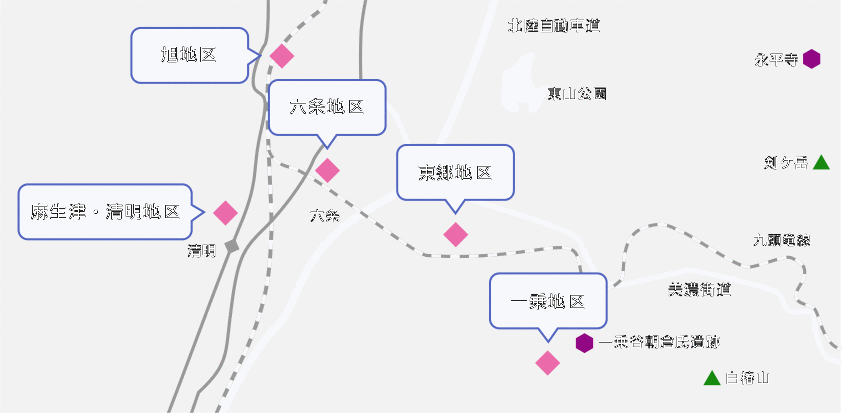 北陸自動車道
旭地区
永平寺
東山公園
六条地区
剣ヶ岳
東郷地区
麻生津・清明地区
六条
九頭竜線
清明
美濃街道
一乗地区
一乗谷朝倉氏遺跡
白椿山